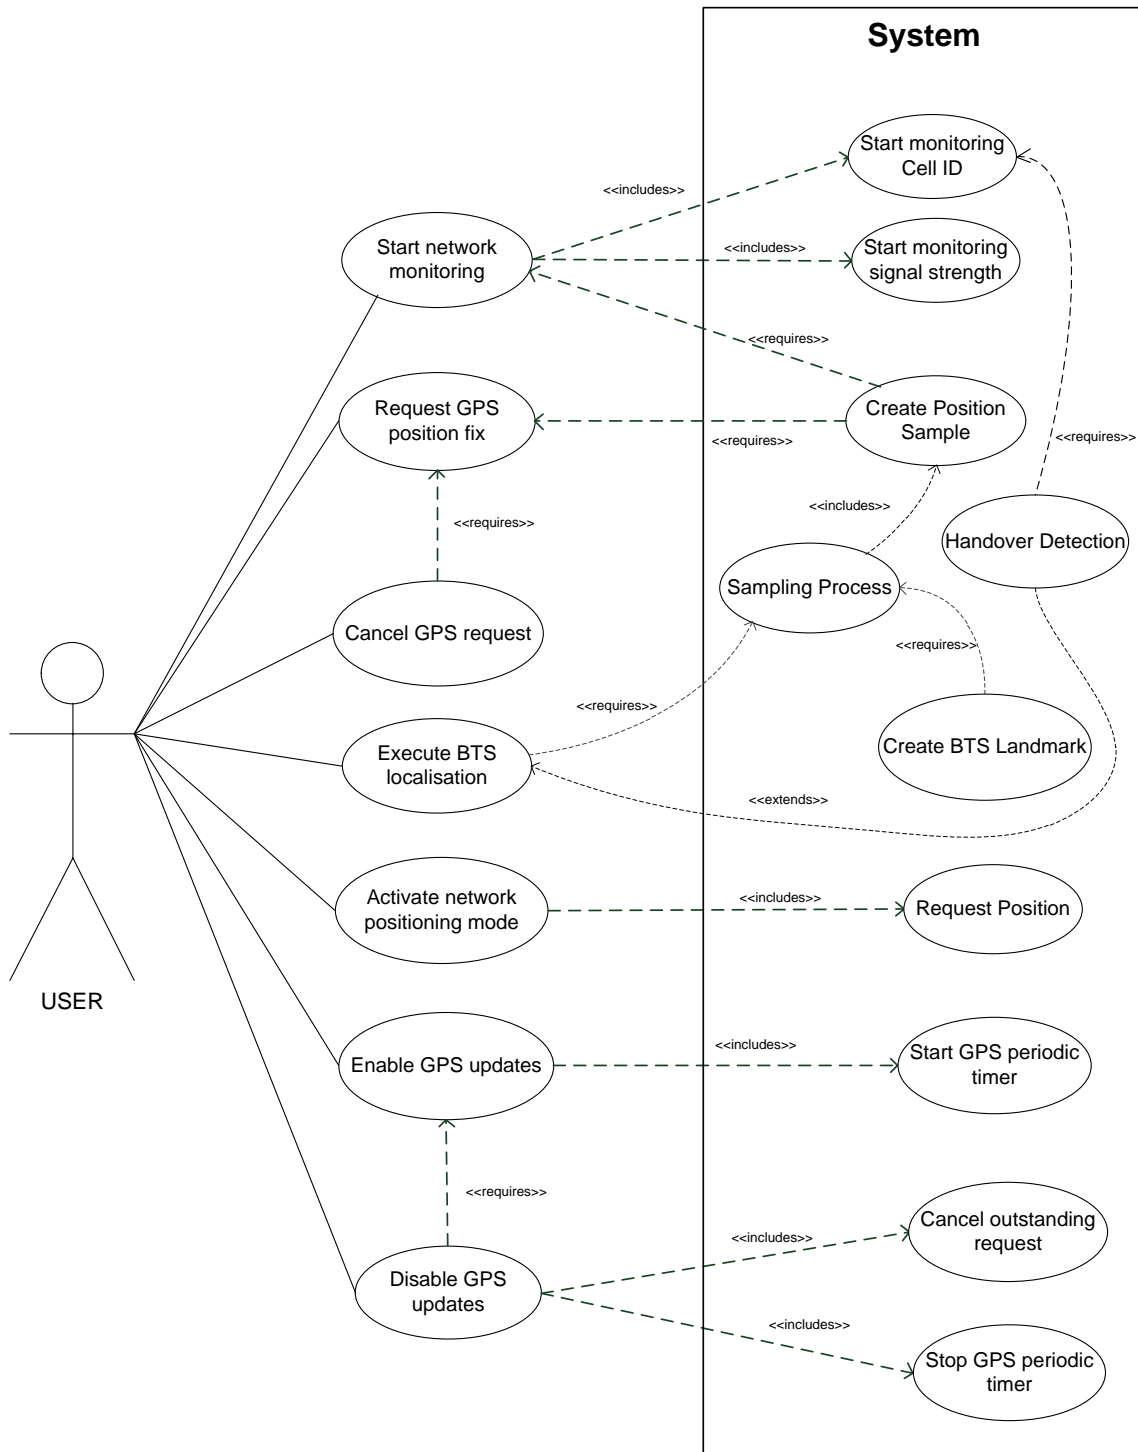 System
Start monitoring
Cell ID
<<includes>>
Start network
monitoring
<<includes>>
Start monitoring
signal strength
<<requires>>
Request GPS
position fix
<<requires>>
Create Position
Sample
<<requires>>
<<requires>>
<<includes>>
Handover Detection
Sampling Process
Cancel GPS request
<<requires>>
<<requires>>
Execute BTS
localisation
Create BTS Landmark
<<extends>>
Activate network
positioning mode
<<includes>>
Request Position
USER
Enable GPS updates
<<includes>>
Start GPS periodic
timer
<<requires>>
Disable GPS
updates
<<includes>>
Cancel outstanding
request
<<includes>>
Stop GPS periodic
timer